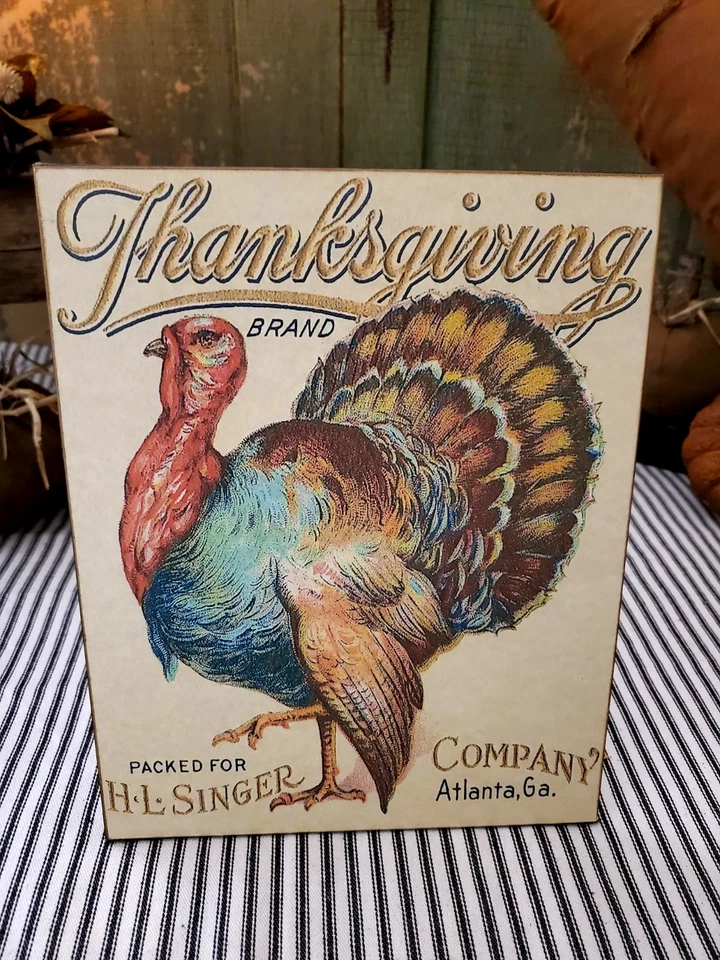 Thanksgiving
BRAND
PACKED FOR
H·L· SINGER COMPANY
Atlanta, Ga.